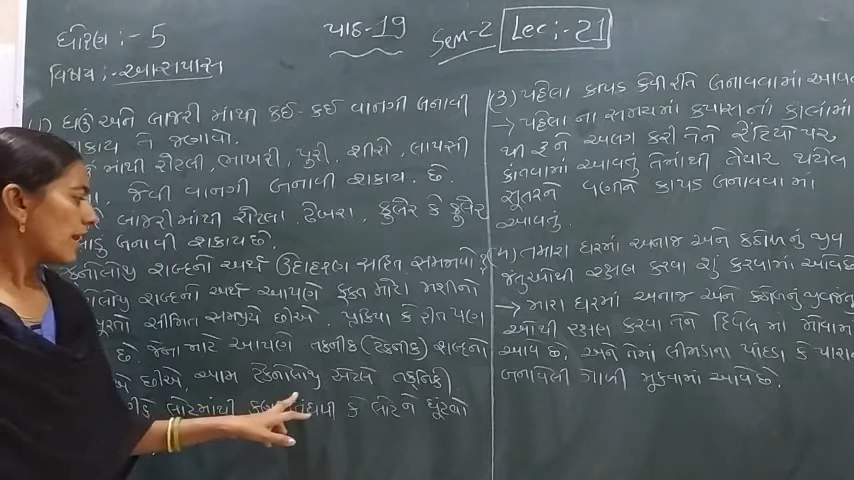 ધોરણ :- 5
પાઠ-19
Sem-2
Lec :- 21
વિષય :- આસપાસ
(1) ઘઉં અને બાજરી માંથી કઈ-કઈ વાનગી બનાવી
શકાય તે જણાવો.
માંથી રોટલી, ભાખરી, પુરી, શીરો, લાપસી
જેવી વાનગી બનાવી શકાય છે.
બાજરીમાંથી રોટલા, ઢેબરા, કુલેર કે
બનાવી શકાય છે.
શબ્દનો અર્થ ઉદાહરણ સહિત સમજાવો ?
શબ્દનો અર્થ આપણે ફક્ત મોટા મશીનો
પુરતો સીમિત સમજીએ છીએ. પ્રક્રિયા કે રીત પણ
છે. જેના માટે આપણે તકનીક (ટેકનીક) શબ્દનો
છીએ. આમ ટેકનોલોજી એટલે તકનિકી.
લોટમાંથી કણક બાંધવી કે લોટને ઘૂંટવો
(3) પહેલા કાપડ કેવી રીતે બનાવવામાં આવતું
→ પહેલા ના સમયમાં કપાસનાં કાલાંમાં
થી રૂ ને અલગ કરી તેને રેંટિયો પર
કાંતવામાં આવતું તેમાંથી તૈયાર થયેલ
સૂતરને વણીને કાપડ બનાવવામાં
આવતું.
(4) તમારા ઘરમાં અનાજ અને કઠોળનું જીવ
જંતુઓથી રક્ષણ કરવા શું કરવામાં આવે છે
→ મારા ઘરમાં અનાજ અને કઠોળનું જીવજંતુ
ઓથી રક્ષણ કરવા તેને દિવેલ માં મોવામાં
આવે છે. અને તેમાં લીમડાના પાંદડા કે પારાની
બનાવેલી ગોળી મૂકવામાં આવે છે.